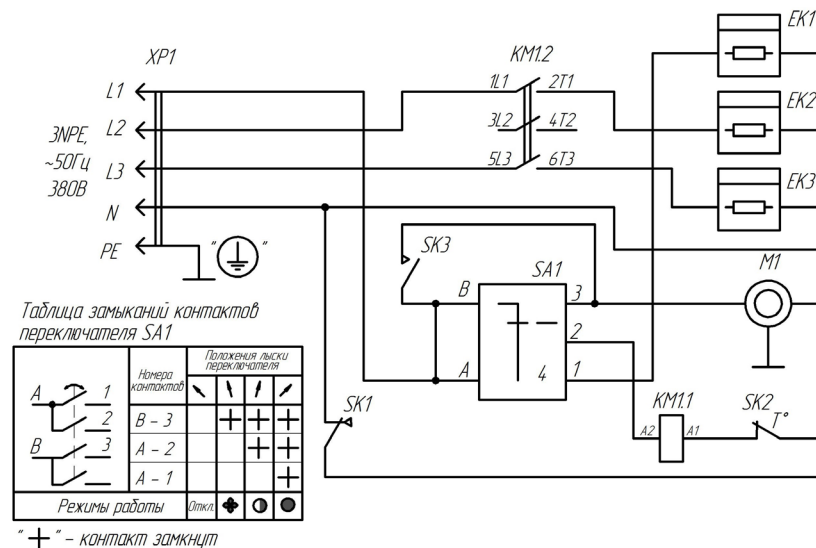 XP1
KM1.2
EK1
L1
1L1
2T1
EK2
L2
3L2
4T2
3NPE,
~50Гц
380В
L3
5L3
6T3
EK3
N
PE
" "
SK3
SA1
M1
B
3
2
A
4
1
Таблица замыканий контактов
переключателя SA1
Номера
контактов
Положения лыски
переключателя
A
1
2
B
3
B – 3
+ + +
A – 2
+ +
A – 1
+
Режимы работы
Откл.
" + " – контакт замкнут
SK1
KM1.1
A2
A1
SK2
T°